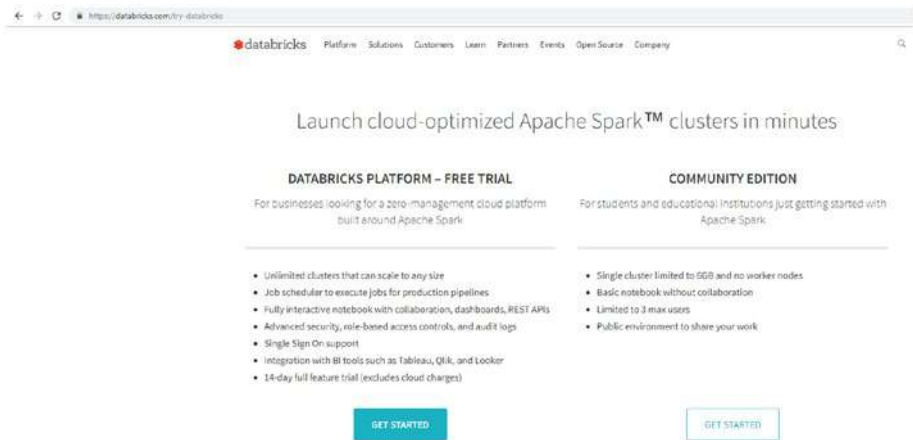 https://databricks.com/try-databricks
databricks Platform Solutions Customers Learn Partners Events Open Source Company
Launch cloud-optimized Apache Spark™ clusters in minutes
DATABRICKS PLATFORM – FREE TRIAL
For businesses looking for a zero-management cloud platform
built around Apache Spark
• Unlimited clusters that can scale to any size
• Job scheduler to execute jobs for production pipelines
• Fully interactive notebook with collaboration, dashboards, REST APIs
• Advanced security, role-based access controls, and audit logs
• Single Sign On support
• Integration with BI tools such as Tableau, Qlik, and Looker
• 14-day full feature trial (excludes cloud charges)
GET STARTED
COMMUNITY EDITION
For students and educational institutions just getting started with
Apache Spark
• Single cluster limited to 6GB and no worker nodes
• Basic notebook without collaboration
• Limited to 3 max users
• Public environment to share your work
GET STARTED